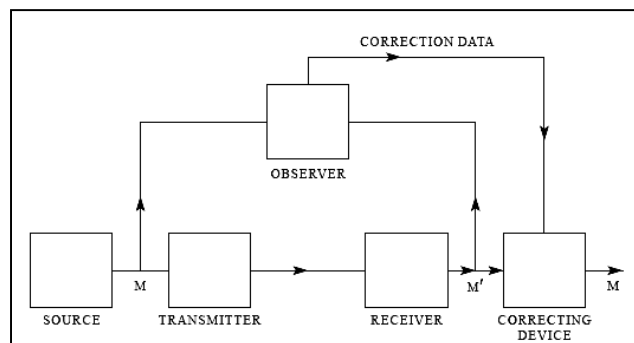 CORRECTION DATA
OBSERVER
M
M′
M
SOURCE
TRANSMITTER
RECEIVER
CORRECTING
DEVICE